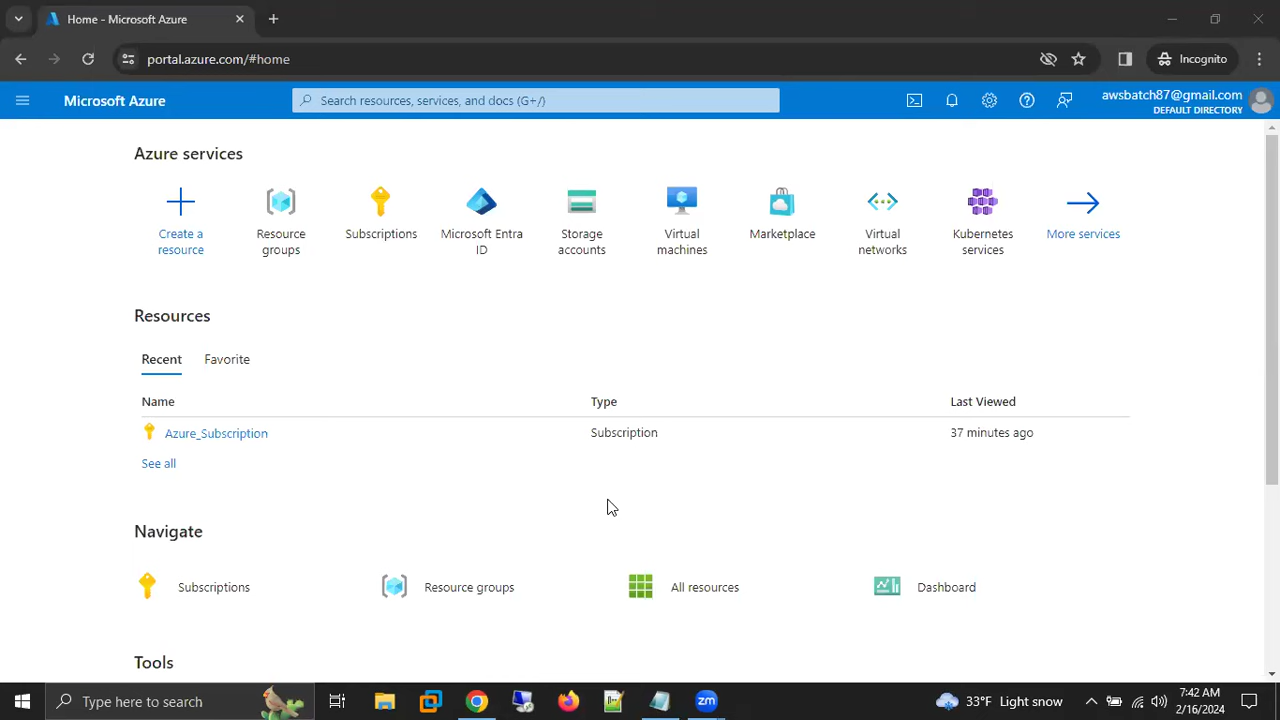 Home - Microsoft Azure
portal.azure.com/#home
Incognito
Microsoft Azure
Search resources, services, and docs (G+/)
awsbatch87@gmail.com
DEFAULT DIRECTORY
Azure services
Create a resource
Resource groups
Subscriptions
Microsoft Entra ID
Storage accounts
Virtual machines
Marketplace
Virtual networks
Kubernetes services
More services
Resources
Recent Favorite
Name Type Last Viewed
Azure_Subscription Subscription 37 minutes ago
See all
Navigate
Subscriptions Resource groups All resources Dashboard
Tools
Type here to search
zm
33°F Light snow
7:42 AM
2/16/2024